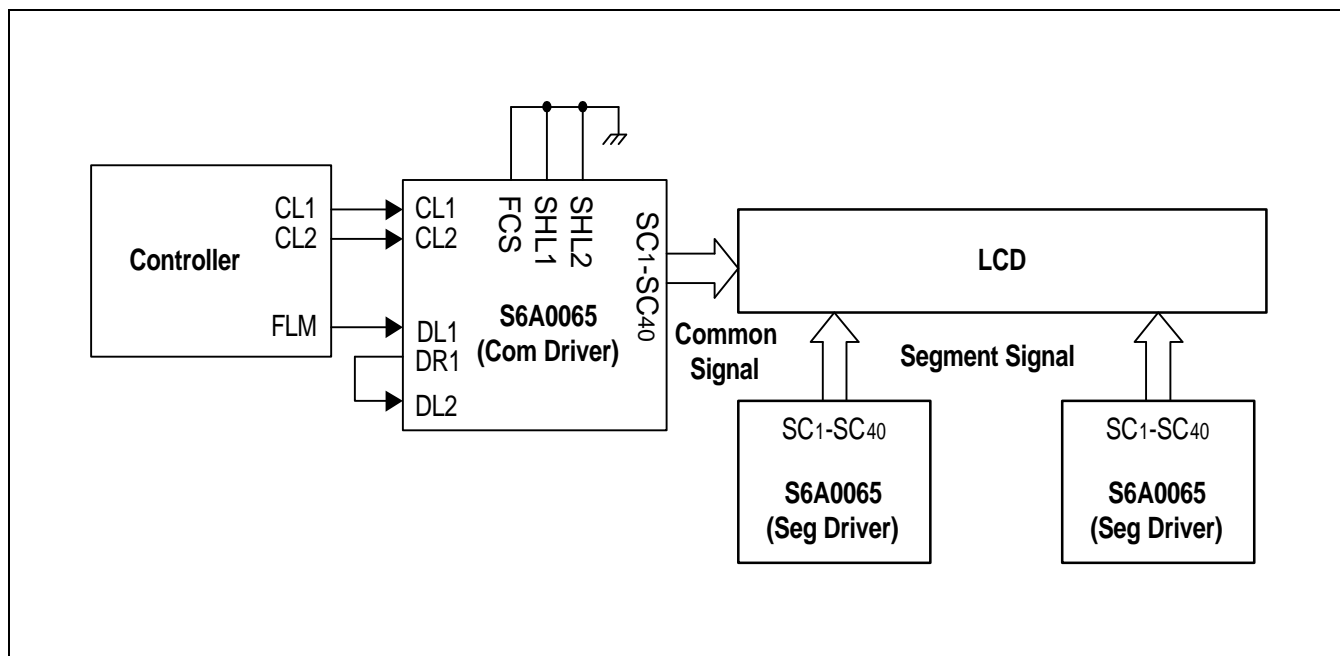 Controller
CL1
CL2
FLM
CL1
CL2
DL1
DR1
DL2
FCS
SHL1
SHL2
SC1-SC40
S6A0065
(Com Driver)
Common
Signal
LCD
Segment Signal
SC1-SC40
S6A0065
(Seg Driver)
SC1-SC40
S6A0065
(Seg Driver)